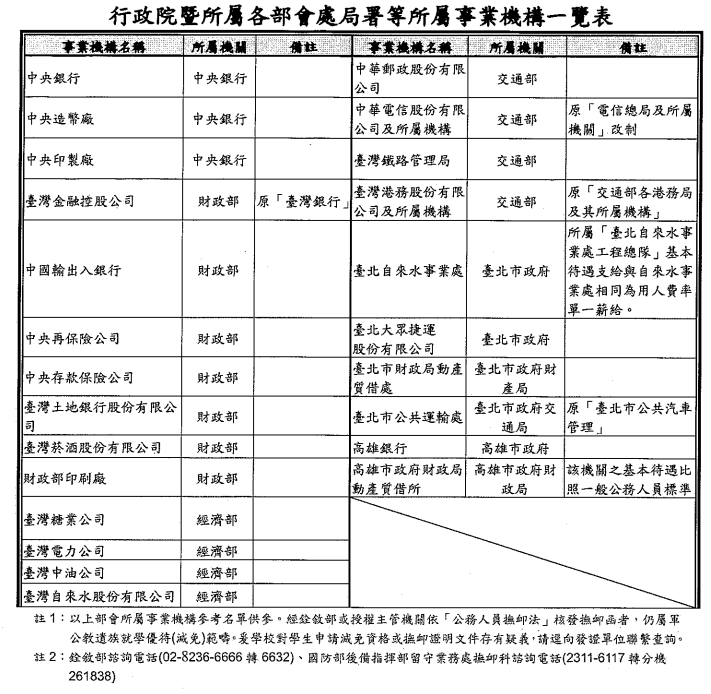 行政院暨所屬各部會處局署等所屬事業機構一覽表
事業機構名稱 所屬機關 備註 事業機構名稱 所屬機關 備註
中央銀行 中央銀行 中華郵政股份有限公司 交通部
中央造幣廠 中央銀行 中華電信股份有限公司及所屬機構 交通部 原「電信總局及所屬機關」改制
中央印製廠 中央銀行 臺灣鐵路管理局 交通部
臺灣金融控股公司 財政部 原「臺灣銀行」 臺灣港務股份有限公司及所屬機構 交通部 原「交通部各港務局及其所屬機構」
中國輸出入銀行 財政部 臺北自來水事業處 臺北市政府 所屬「臺北自來水事業處工程總隊」基本待遇支給與自來水事業處相同為用人費率單一薪給。
中央再保險公司 財政部 臺北大眾捷運股份有限公司 臺北市政府
中央存款保險公司 財政部 臺北市財政局動產質借處 臺北市政府財產局
臺灣土地銀行股份有限公司 財政部 臺北市公共運輸處 臺北市政府交通局 原「臺北市公共汽車管理」
臺灣菸酒股份有限公司 財政部 高雄銀行 高雄市政府
財政部印刷廠 財政部 高雄市政府財政局動產質借所 高雄市政府財政局 該機關之基本待遇比照一般公務人員標準
臺灣糖業公司 經濟部
臺灣電力公司 經濟部
臺灣中油公司 經濟部
臺灣自來水股份有限公司 經濟部
註 1：以上部會所屬事業機構參考名單供參。經銓敘部或授權主管機關依「公務人員撫卹法」核發撫卹函者，仍屬軍
公教遺族就學優待(減免)範疇。爰學校對學生申請減免資格或撫卹證明文件存有疑義，請逕向發證單位聯繫查詢。
註 2：銓敘部諮詢電話(02-8236-6666 轉 6632)、國防部後備指揮部留守業務處撫卹科諮詢電話(2311-6117 轉分機
261838)